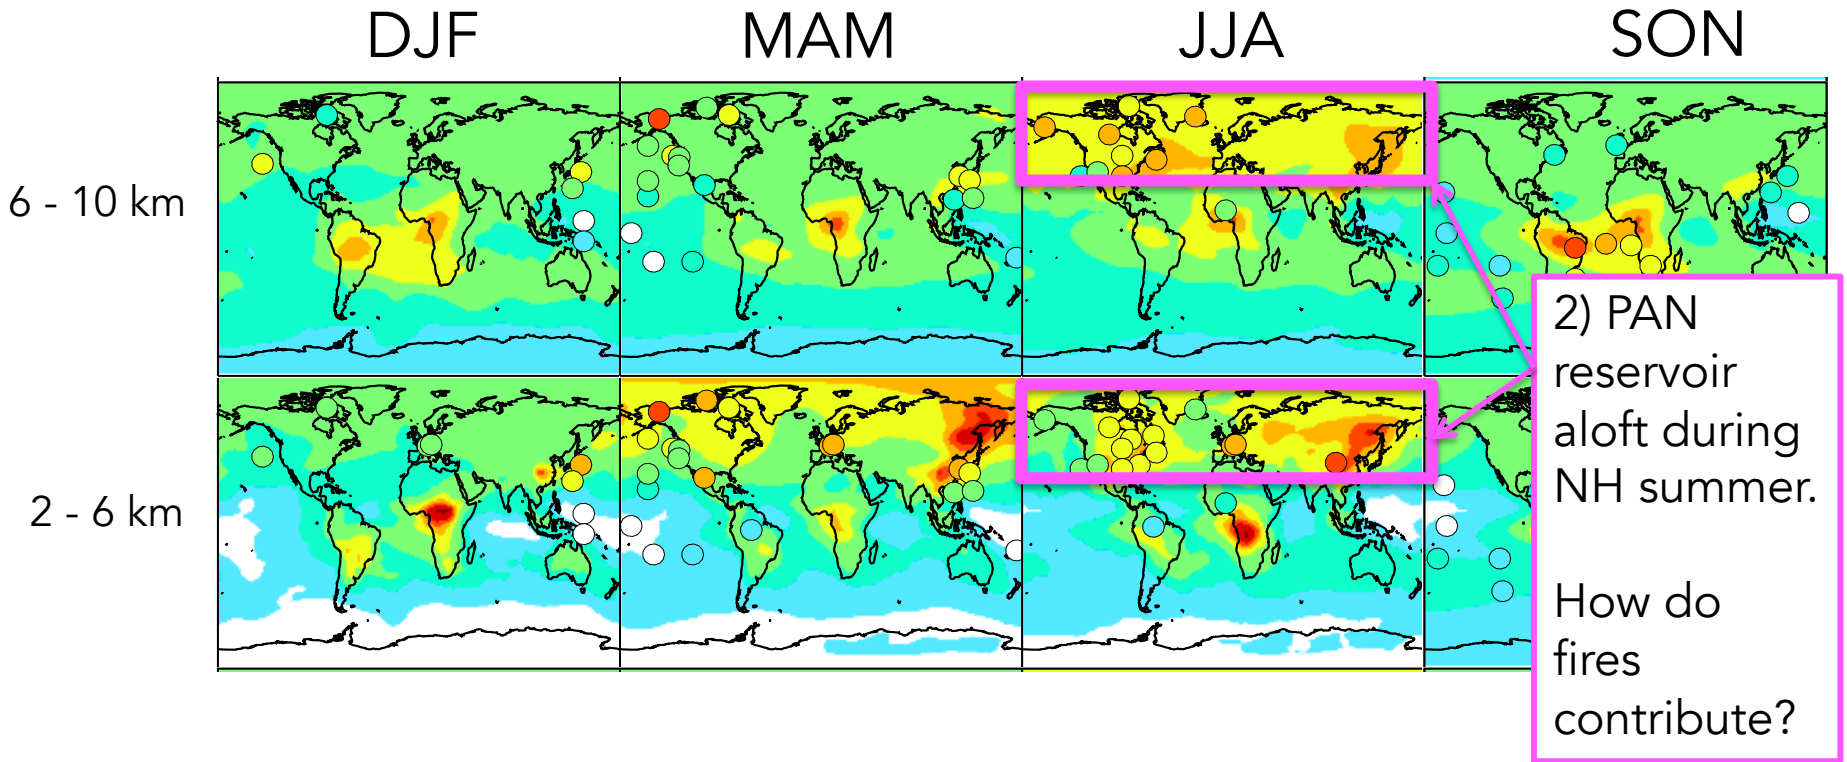 DJF MAM JJA SON
6 - 10 km
2 - 6 km
2) PAN
reservoir
aloft during
NH summer.
How do
fires
contribute?